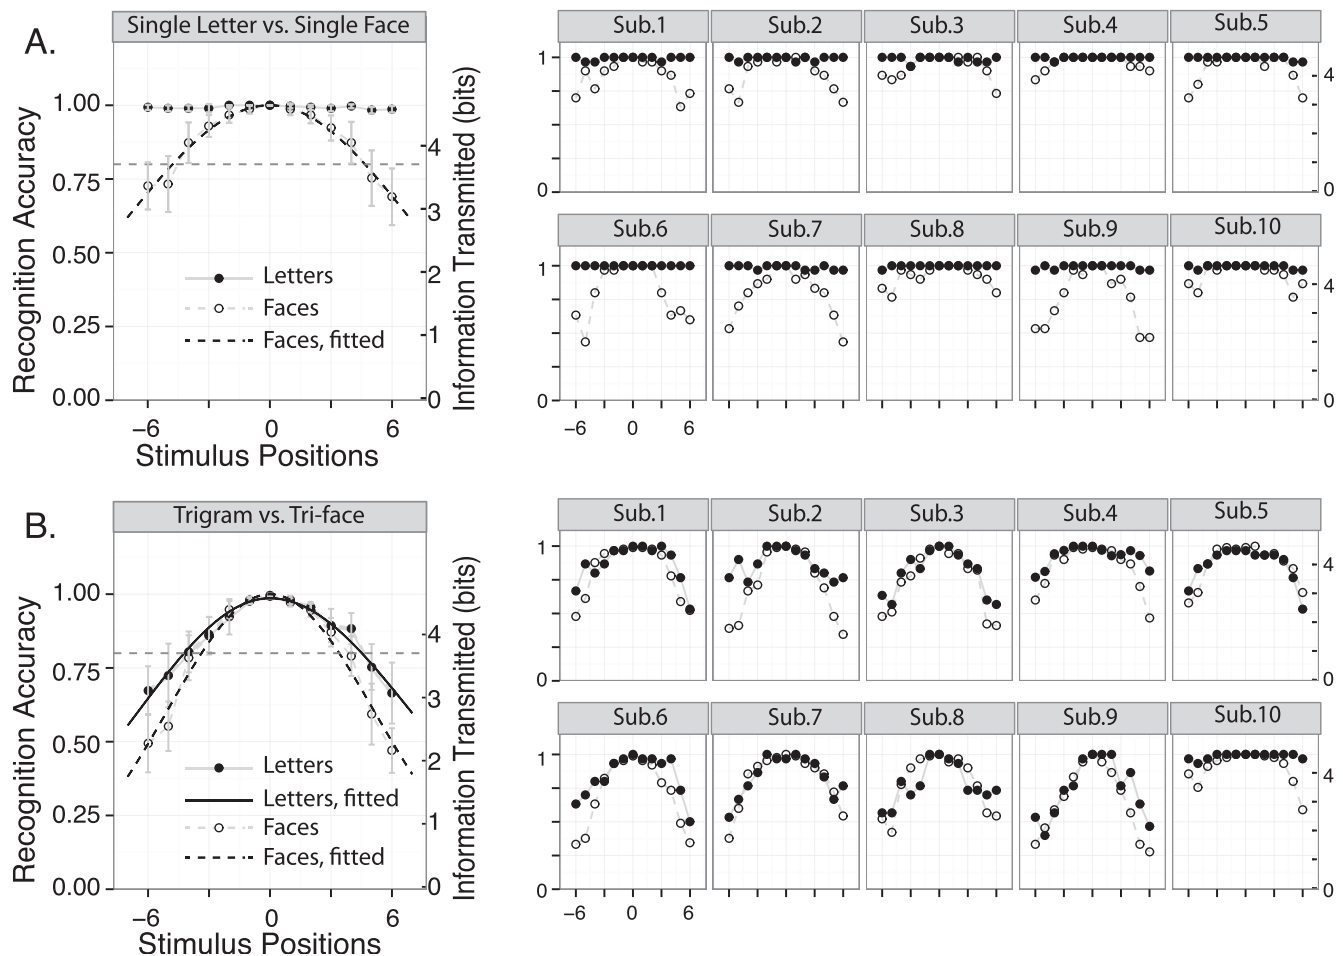 A.
Single Letter vs. Single Face
Recognition Accuracy
1.00
0.75
0.50
0.25
0.00
Information Transmitted (bits)
4
3
2
1
0
Letters
Faces
Faces, fitted
−6 0 6
Stimulus Positions
Sub.1 Sub.2 Sub.3 Sub.4 Sub.5
1
0
4
0
Sub.6 Sub.7 Sub.8 Sub.9 Sub.10
1
0
4
0
−6 0 6
B.
Trigram vs. Tri-face
Recognition Accuracy
1.00
0.75
0.50
0.25
0.00
Information Transmitted (bits)
4
3
2
1
0
Letters
Letters, fitted
Faces
Faces, fitted
−6 0 6
Stimulus Positions
Sub.1 Sub.2 Sub.3 Sub.4 Sub.5
1
0
4
0
Sub.6 Sub.7 Sub.8 Sub.9 Sub.10
1
0
4
0
−6 0 6